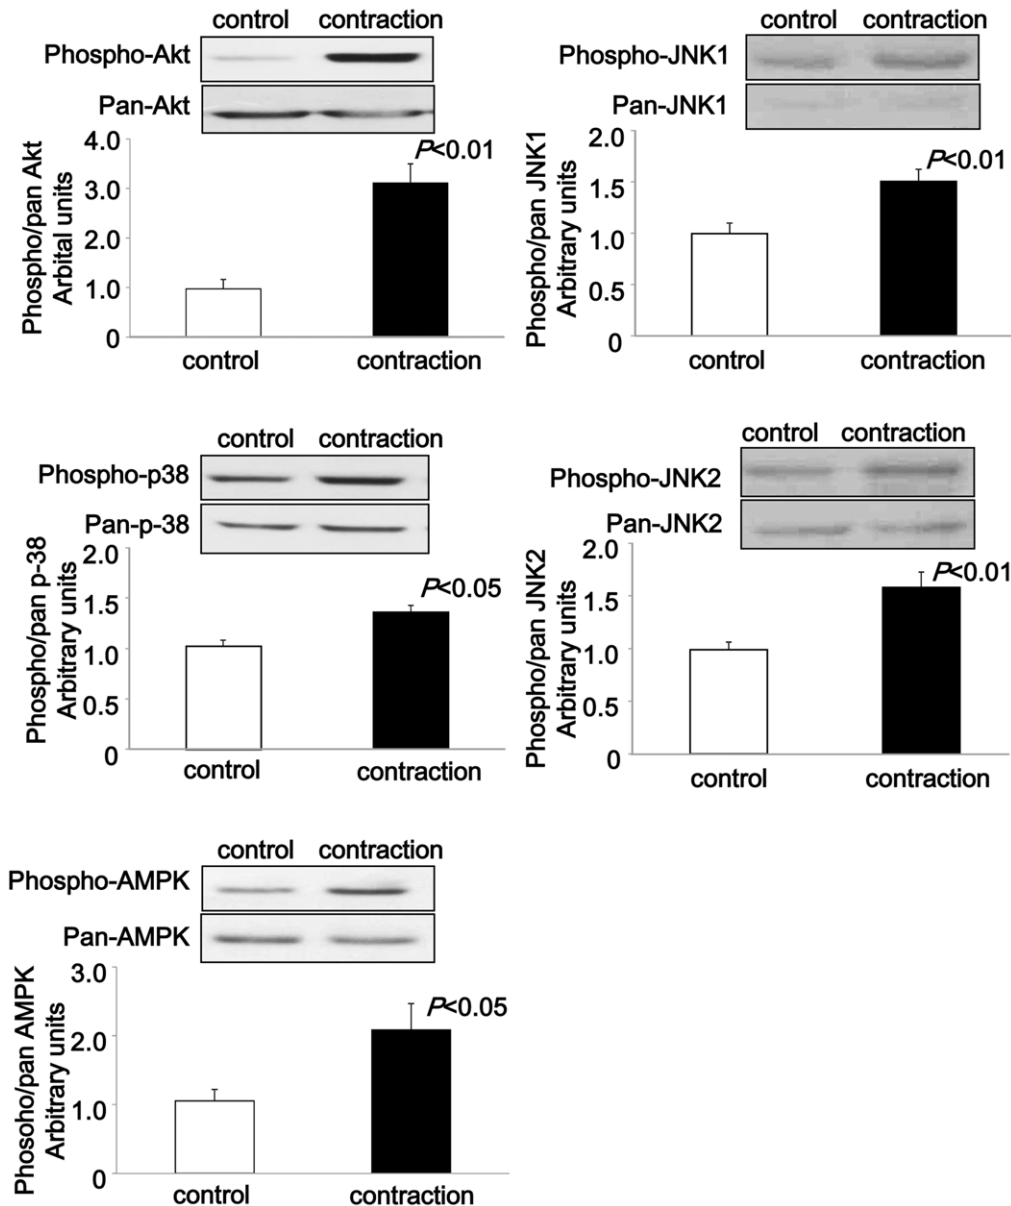 control contraction
Phospho-Akt
Pan-Akt
Phospho/pan Akt
Arbital units
4.0
3.0
2.0
1.0
0
P<0.01
control contraction
control contraction
Phospho-JNK1
Pan-JNK1
Phospho/pan JNK1
Arbitrary units
2.0
1.5
1.0
0.5
0
P<0.01
control contraction
control contraction
Phospho-p38
Pan-p-38
Phospho/pan p-38
Arbitrary units
2.0
1.5
1.0
0.5
0
P<0.05
control contraction
control contraction
Phospho-JNK2
Pan-JNK2
Phospho/pan JNK2
Arbitrary units
2.0
1.5
1.0
0.5
0
P<0.01
control contraction
control contraction
Phospho-AMPK
Pan-AMPK
Phosoho/pan AMPK
Arbitrary units
3.0
2.0
1.0
0
P<0.05
control contraction